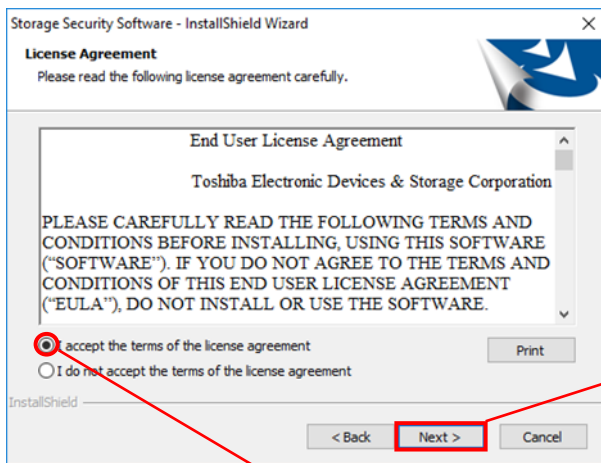 Storage Security Software - InstallShield Wizard
License Agreement
Please read the following license agreement carefully.
End User License Agreement
Toshiba Electronic Devices & Storage Corporation
PLEASE CAREFULLY READ THE FOLLOWING TERMS AND
CONDITIONS BEFORE INSTALLING, USING THIS SOFTWARE
(“SOFTWARE”). IF YOU DO NOT AGREE TO THE TERMS AND
CONDITIONS OF THIS END USER LICENSE AGREEMENT
(“EULA”), DO NOT INSTALL OR USE THE SOFTWARE.
I accept the terms of the license agreement
Print
I do not accept the terms of the license agreement
InstallShield
< Back
Next >
Cancel